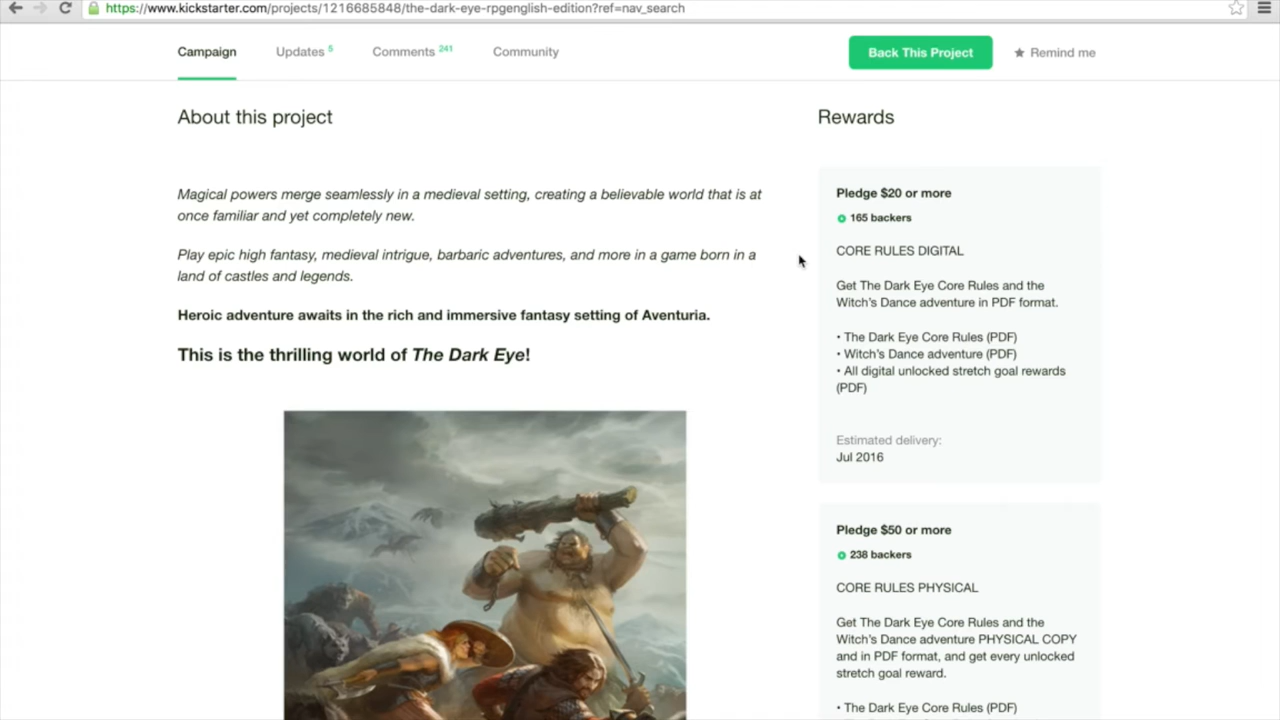 https://www.kickstarter.com/projects/1216685848/the-dark-eye-rpgenglish-edition?ref=nav_search
Campaign Updates 5 Comments 241 Community Back This Project Remind me
About this project
Magical powers merge seamlessly in a medieval setting, creating a believable world that is at
once familiar and yet completely new.
Play epic high fantasy, medieval intrigue, barbaric adventures, and more in a game born in a
land of castles and legends.
Heroic adventure awaits in the rich and immersive fantasy setting of Aventuria.
This is the thrilling world of The Dark Eye!
Rewards
Pledge $20 or more
165 backers
CORE RULES DIGITAL
Get The Dark Eye Core Rules and the
Witch's Dance adventure in PDF format.
• The Dark Eye Core Rules (PDF)
• Witch's Dance adventure (PDF)
• All digital unlocked stretch goal rewards
(PDF)
Estimated delivery:
Jul 2016
Pledge $50 or more
238 backers
CORE RULES PHYSICAL
Get The Dark Eye Core Rules and the
Witch's Dance adventure PHYSICAL COPY
and in PDF format, and get every unlocked
stretch goal reward.
• The Dark Eye Core Rules (PDF)